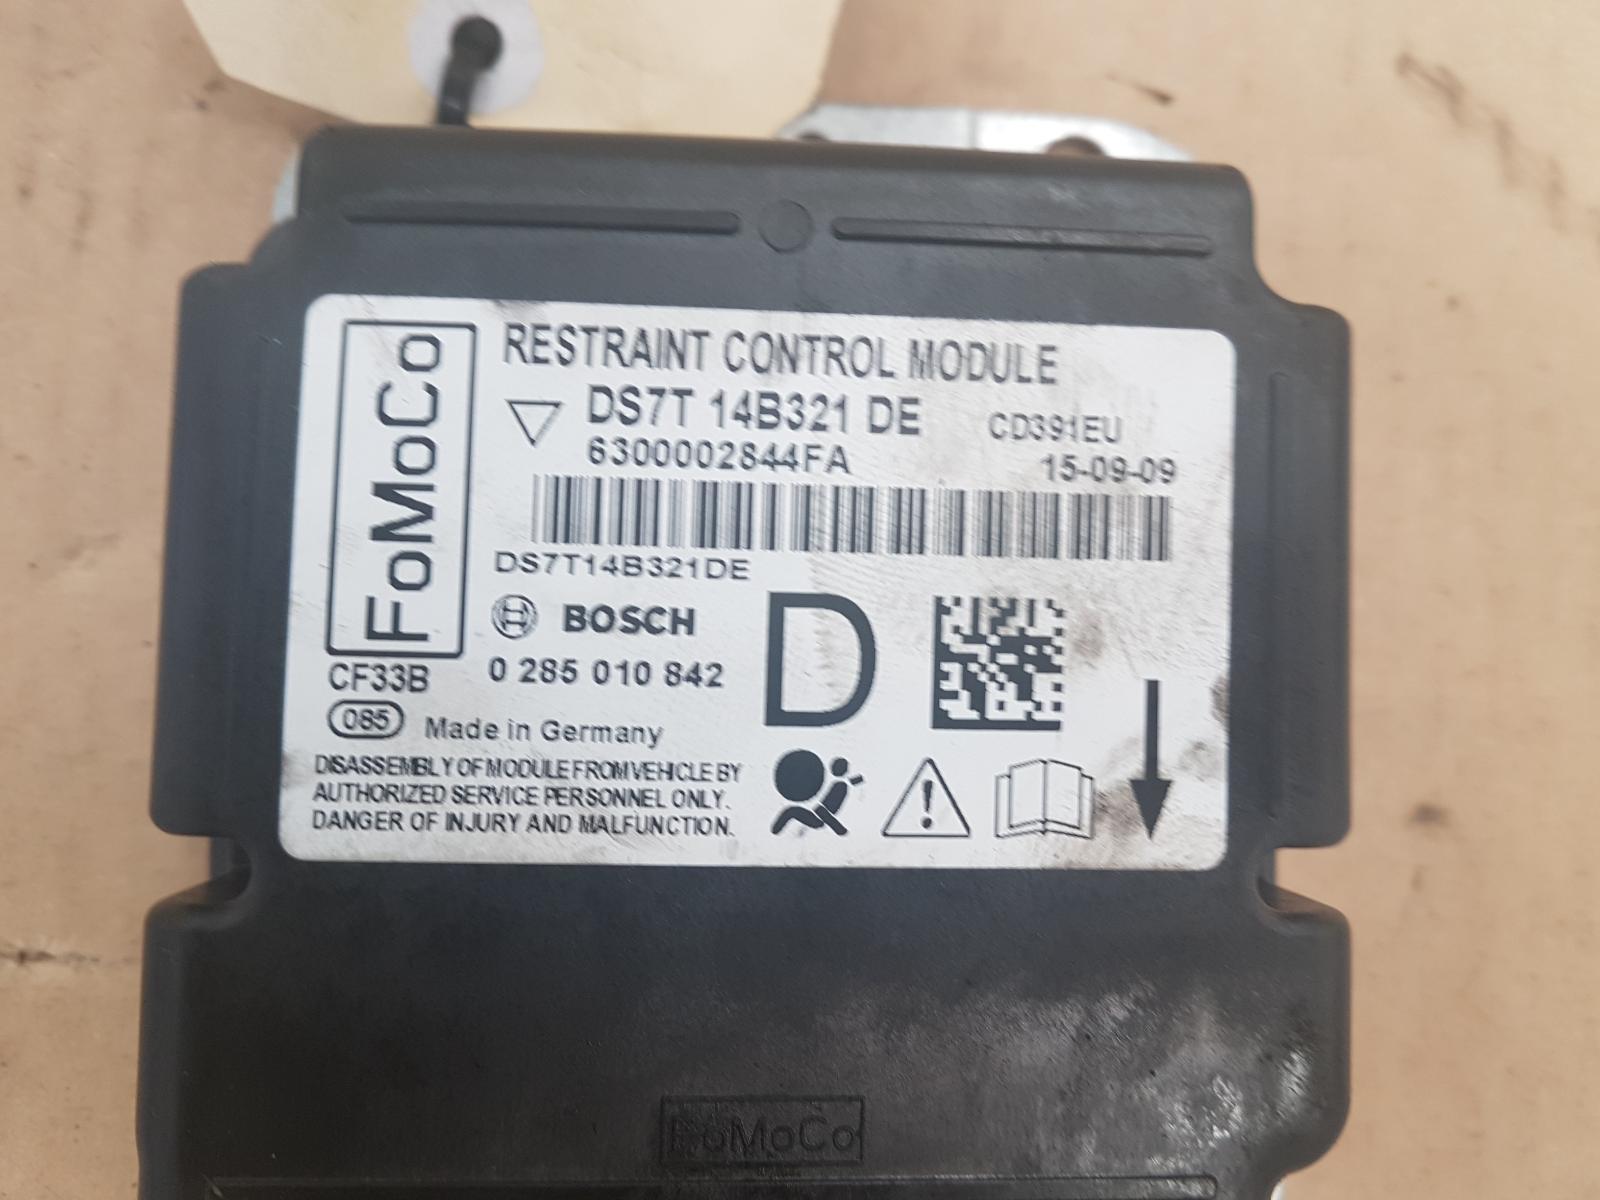 FoMoCo
RESTRAINT CONTROL MODULE
DS7T 14B321 DE CD391EU
6300002844FA 15-09-09
DS7T14B321DE
BOSCH D
CF33B 0 285 010 842
085 Made in Germany
DISASSEMBLY OF MODULE FROM VEHICLE BY
AUTHORIZED SERVICE PERSONNEL ONLY.
DANGER OF INJURY AND MALFUNCTION.
FoMoCo